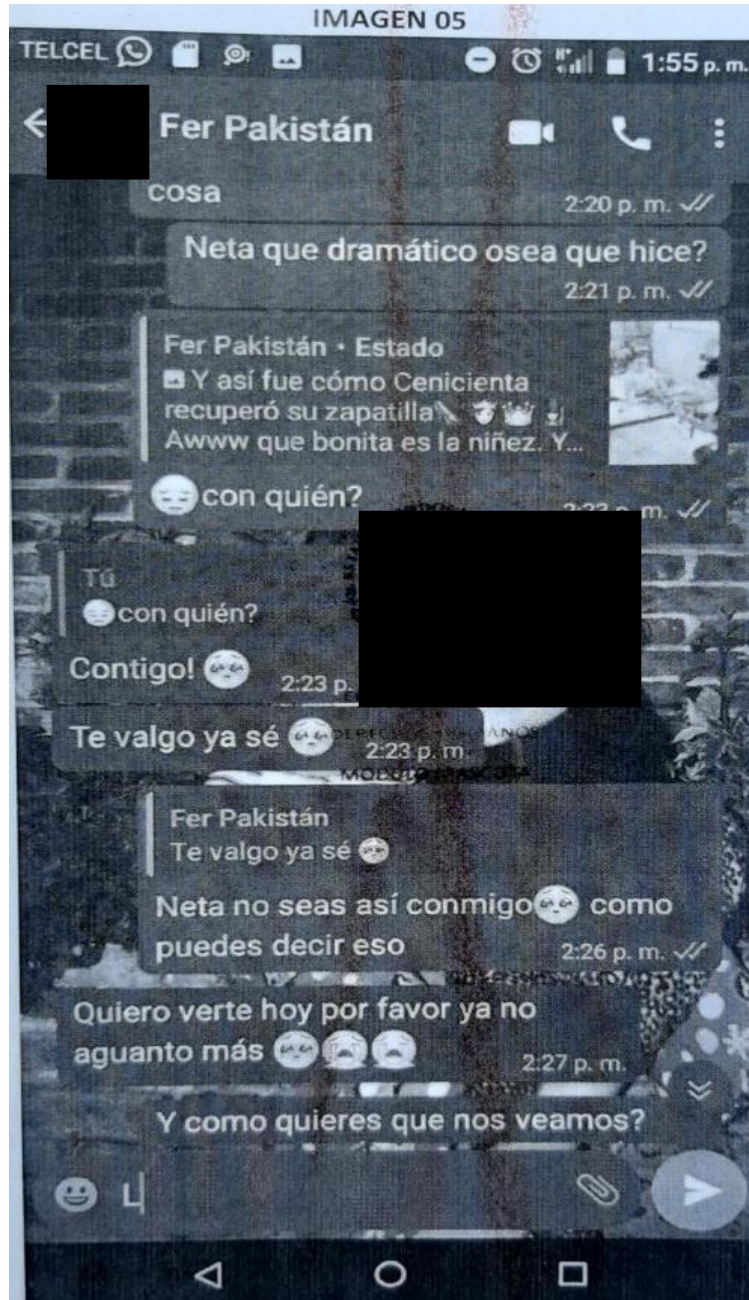 IMAGEN 05
TELCEL 1:55 p. m.
Fer Pakistán
cosa
2:20 p. m.
Neta que dramático osea que hice?
2:21 p. m.
Fer Pakistán • Estado
Y así fue cómo Cenicienta
recuperó su zapatilla
Awww que bonita es la niñez. Y...
😔con quién?
2:23 p. m.
Tú
😔con quién?
Contigo! 🥺
2:23 p.
Te valgo ya sé 🥺
2:23 p. m.
Fer Pakistán
Te valgo ya sé 🥺
Neta no seas así conmigo🥺 como
puedes decir eso
2:26 p. m.
Quiero verte hoy por favor ya no
aguanto más 🥺😭😭
2:27 p. m.
Y como quieres que nos veamos?
L